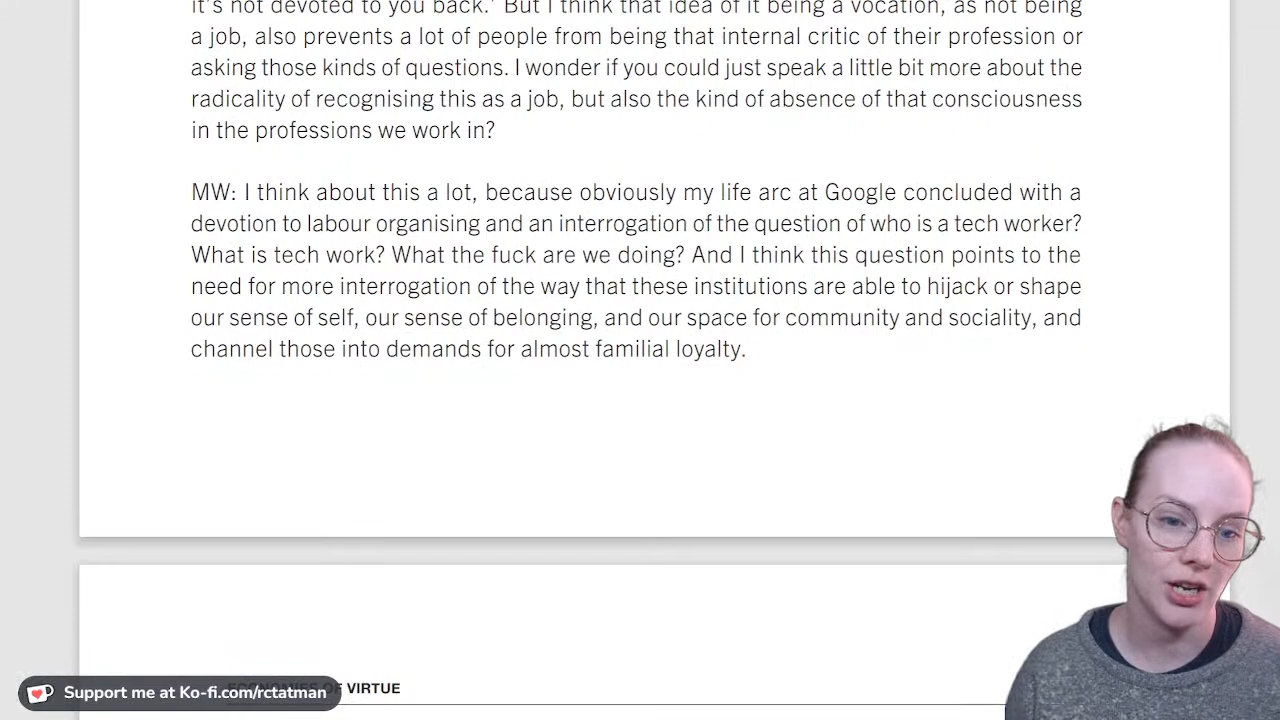 it's not devoted to you back.' But I think that idea of it being a vocation, as not being
a job, also prevents a lot of people from being that internal critic of their profession or
asking those kinds of questions. I wonder if you could just speak a little bit more about the
radicality of recognising this as a job, but also the kind of absence of that consciousness
in the professions we work in?
MW: I think about this a lot, because obviously my life arc at Google concluded with a
devotion to labour organising and an interrogation of the question of who is a tech worker?
What is tech work? What the fuck are we doing? And I think this question points to the
need for more interrogation of the way that these institutions are able to hijack or shape
our sense of self, our sense of belonging, and our space for community and sociality, and
channel those into demands for almost familial loyalty.
Support me at Ko-fi.com/rctatman
OF VIRTUE